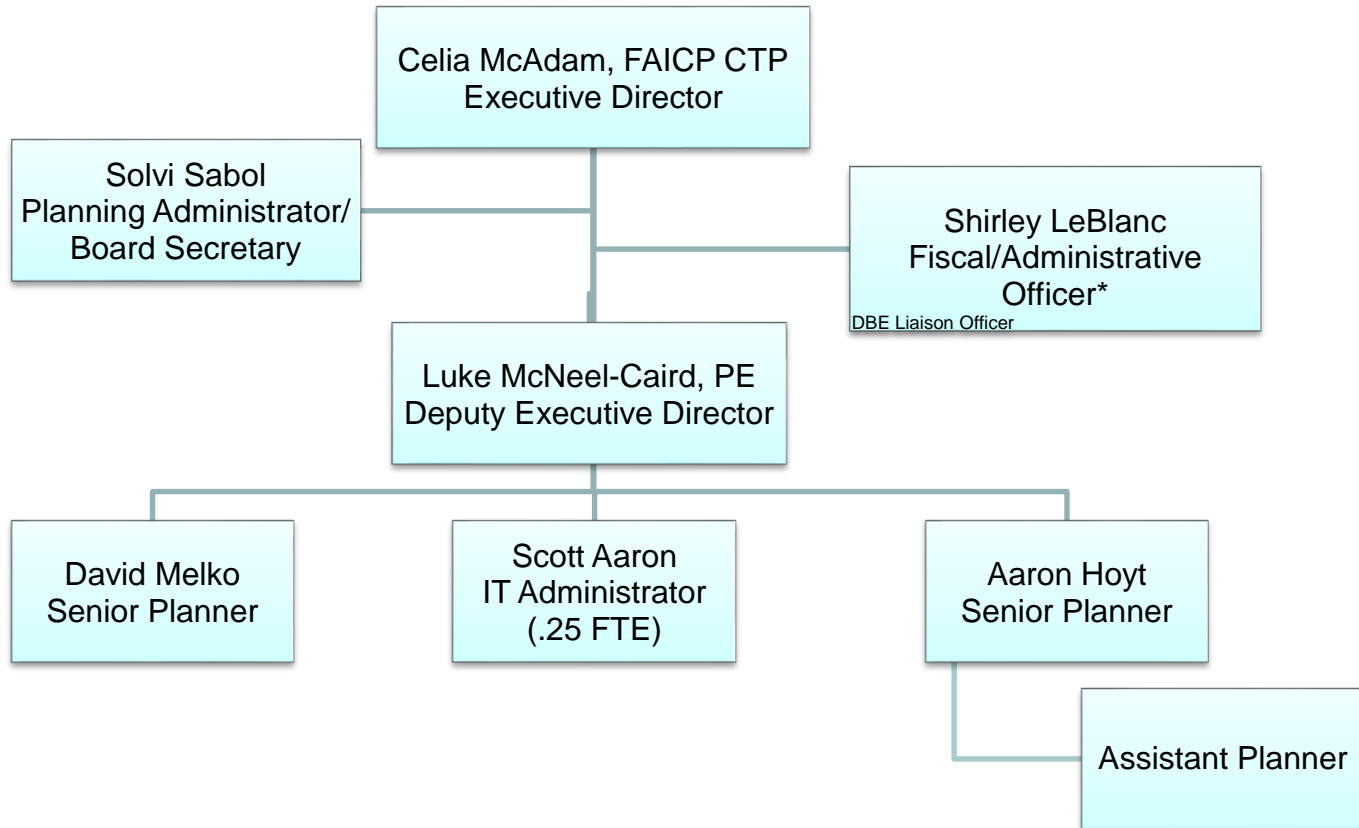 Celia McAdam, FAICP CTP
Executive Director
Solvi Sabol
Planning Administrator/
Board Secretary
Shirley LeBlanc
Fiscal/Administrative
Officer*
DBE Liaison Officer
Luke McNeel-Caird, PE
Deputy Executive Director
David Melko
Senior Planner
Scott Aaron
IT Administrator
(.25 FTE)
Aaron Hoyt
Senior Planner
Assistant Planner